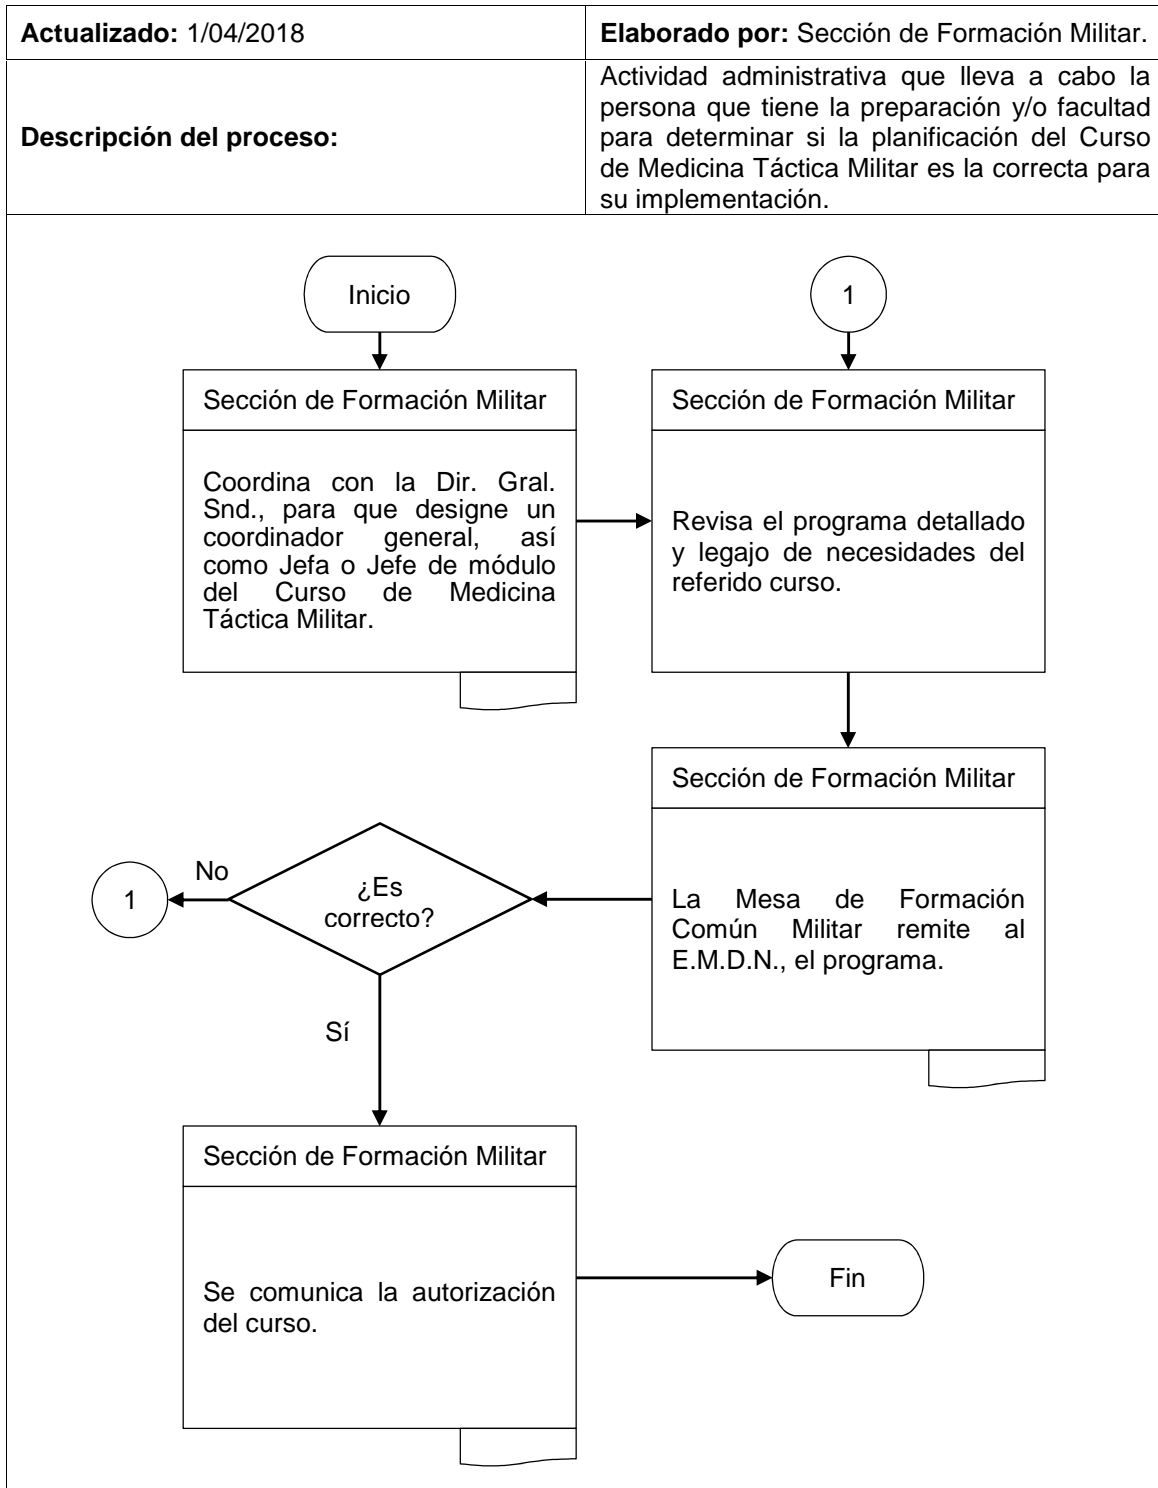 Actualizado: 1/04/2018
Elaborado por: Sección de Formación Militar.
Descripción del proceso:
Actividad administrativa que lleva a cabo la
persona que tiene la preparación y/o facultad
para determinar si la planificación del Curso
de Medicina Táctica Militar es la correcta para
su implementación.
Inicio
1
Sección de Formación Militar
Coordina con la Dir. Gral.
Snd., para que designe un
coordinador general, así
como Jefa o Jefe de módulo
del Curso de Medicina
Táctica Militar.
Sección de Formación Militar
Revisa el programa detallado
y legajo de necesidades del
referido curso.
Sección de Formación Militar
La Mesa de Formación
Común Militar remite al
E.M.D.N., el programa.
¿Es
correcto?
No
1
Sí
Sección de Formación Militar
Se comunica la autorización
del curso.
Fin